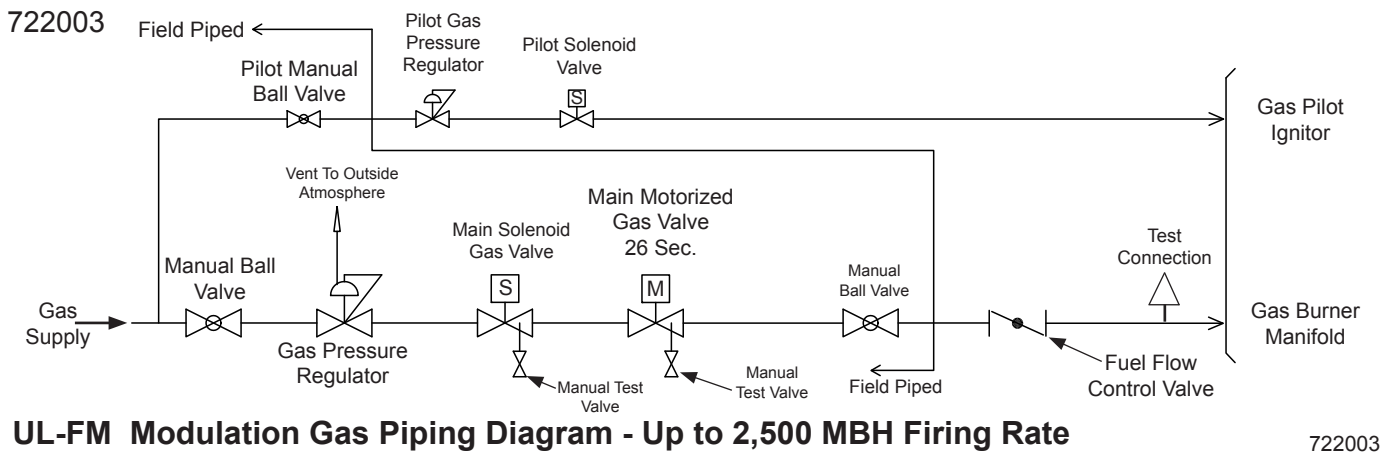 722003
Field Piped
Pilot Gas
Pressure
Regulator
Pilot Solenoid
Valve
Pilot Manual
Ball Valve
S
Gas Pilot
Ignitor
Vent To Outside
Atmosphere
Main Solenoid
Gas Valve
Main Motorized
Gas Valve
26 Sec.
Test
Connection
Manual Ball
Valve
Manual
Ball Valve
S
M
Gas
Supply
Gas Burner
Manifold
Gas Pressure
Regulator
Manual Test
Valve
Manual
Test Valve
Field Piped
Fuel Flow
Control Valve
UL-FM Modulation Gas Piping Diagram - Up to 2,500 MBH Firing Rate
722003